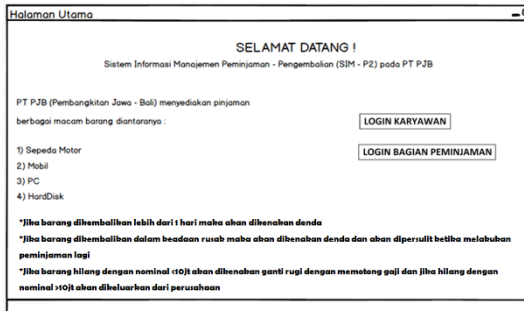 Halaman Utama
SELAMAT DATANG !
Sistem Informasi Manajemen Peminjaman - Pengembalian (SIM - P2) pada PT PJB
PT PJB (Pembangkitan Jawa - Bali) menyediakan pinjaman
berbagai macam barang diantaranya :
LOGIN KARYAWAN
1) Sepeda Motor
LOGIN BAGIAN PEMINJAMAN
2) Mobil
3) PC
4) HardDisk
*Jika barang dikembalikan lebih dari 1 hari maka akan dikenakan denda
*Jika barang dikembalikan dalam keadaan rusak maka akan dikenakan denda dan akan dipersulit ketika melakukan
peminjaman lagi
*Jika barang hilang dengan nominal <10jt akan dikenakan ganti rugi dengan memotong gaji dan jika hilang dengan
nominal >10jt akan dikeluarkan dari perusahaan